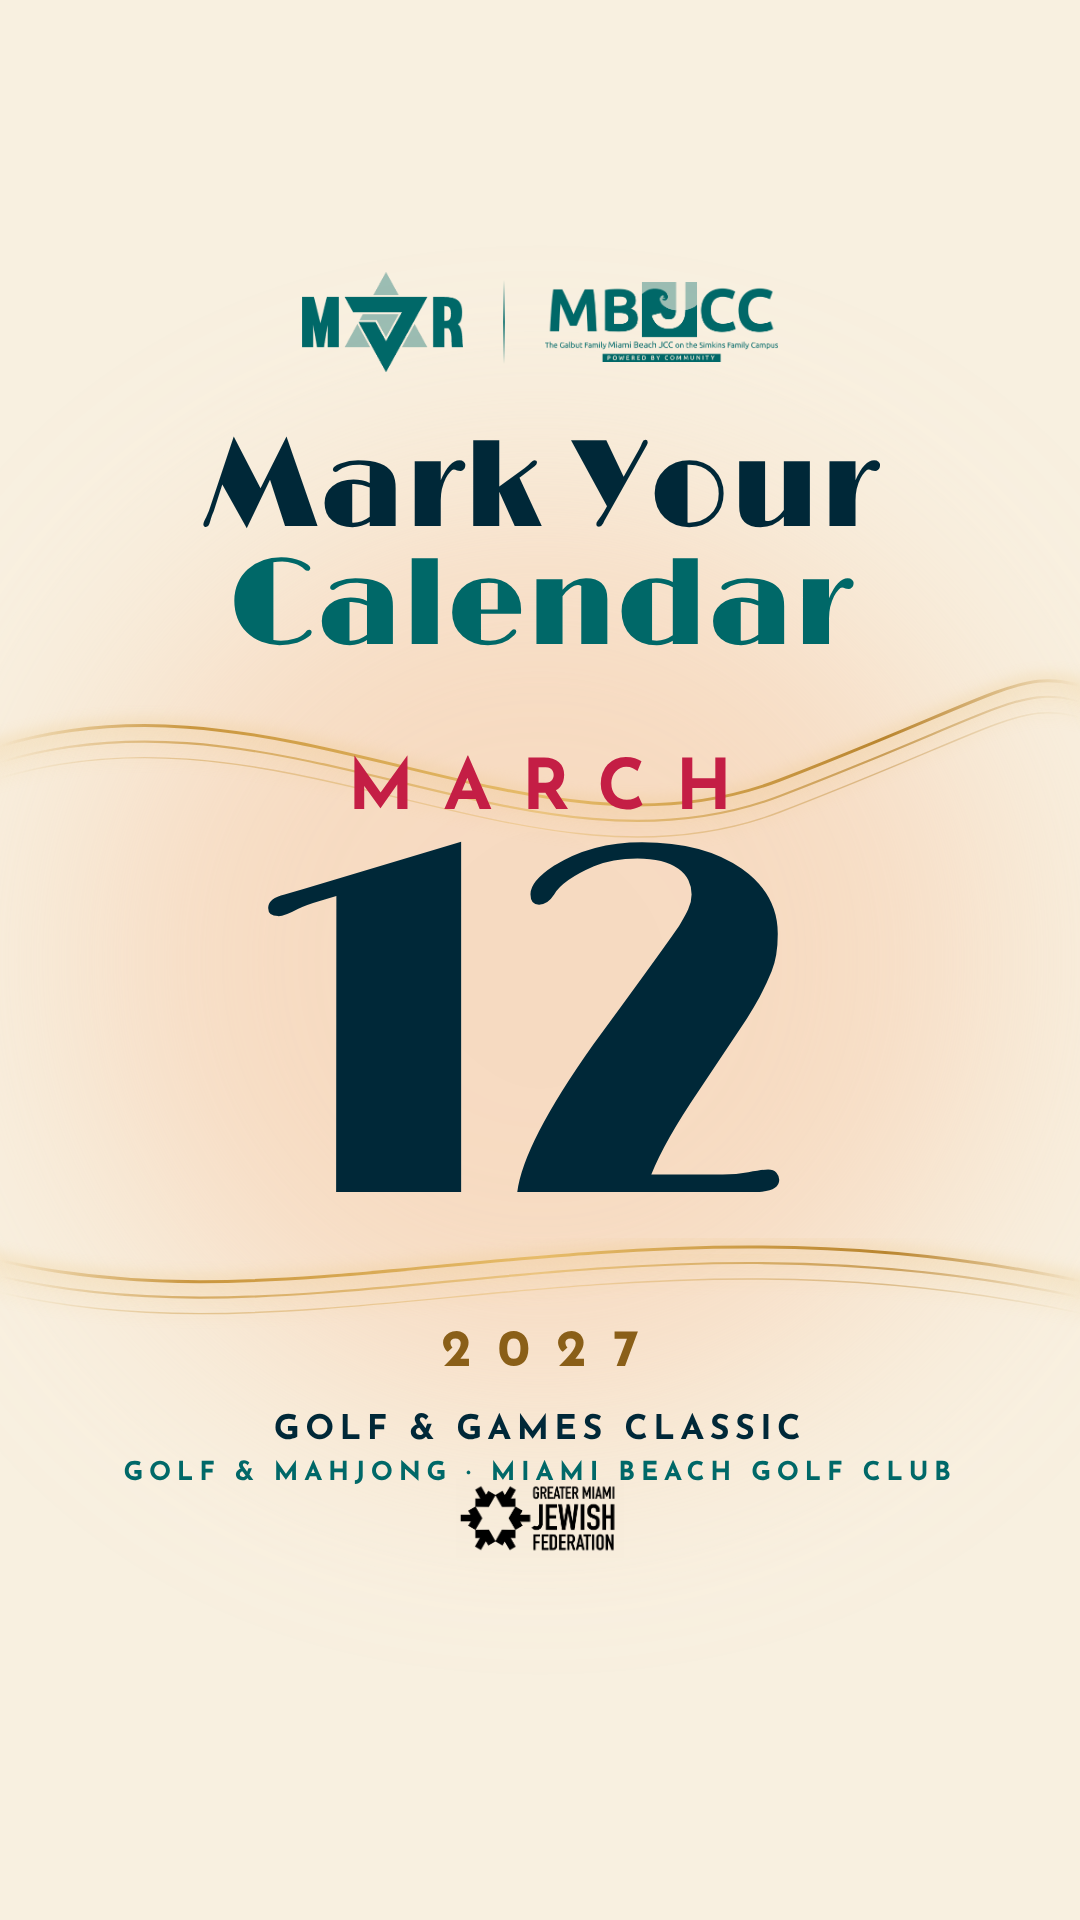 MJR
MBJCC
The Galbut Family Miami Beach JCC on the Simkins Family Campus
POWERED BY COMMUNITY
Mark Your
Calendar
MARCH
12
2027
GOLF & GAMES CLASSIC
GOLF & MAHJONG · MIAMI BEACH GOLF CLUB
GREATER MIAMI
JEWISH
FEDERATION